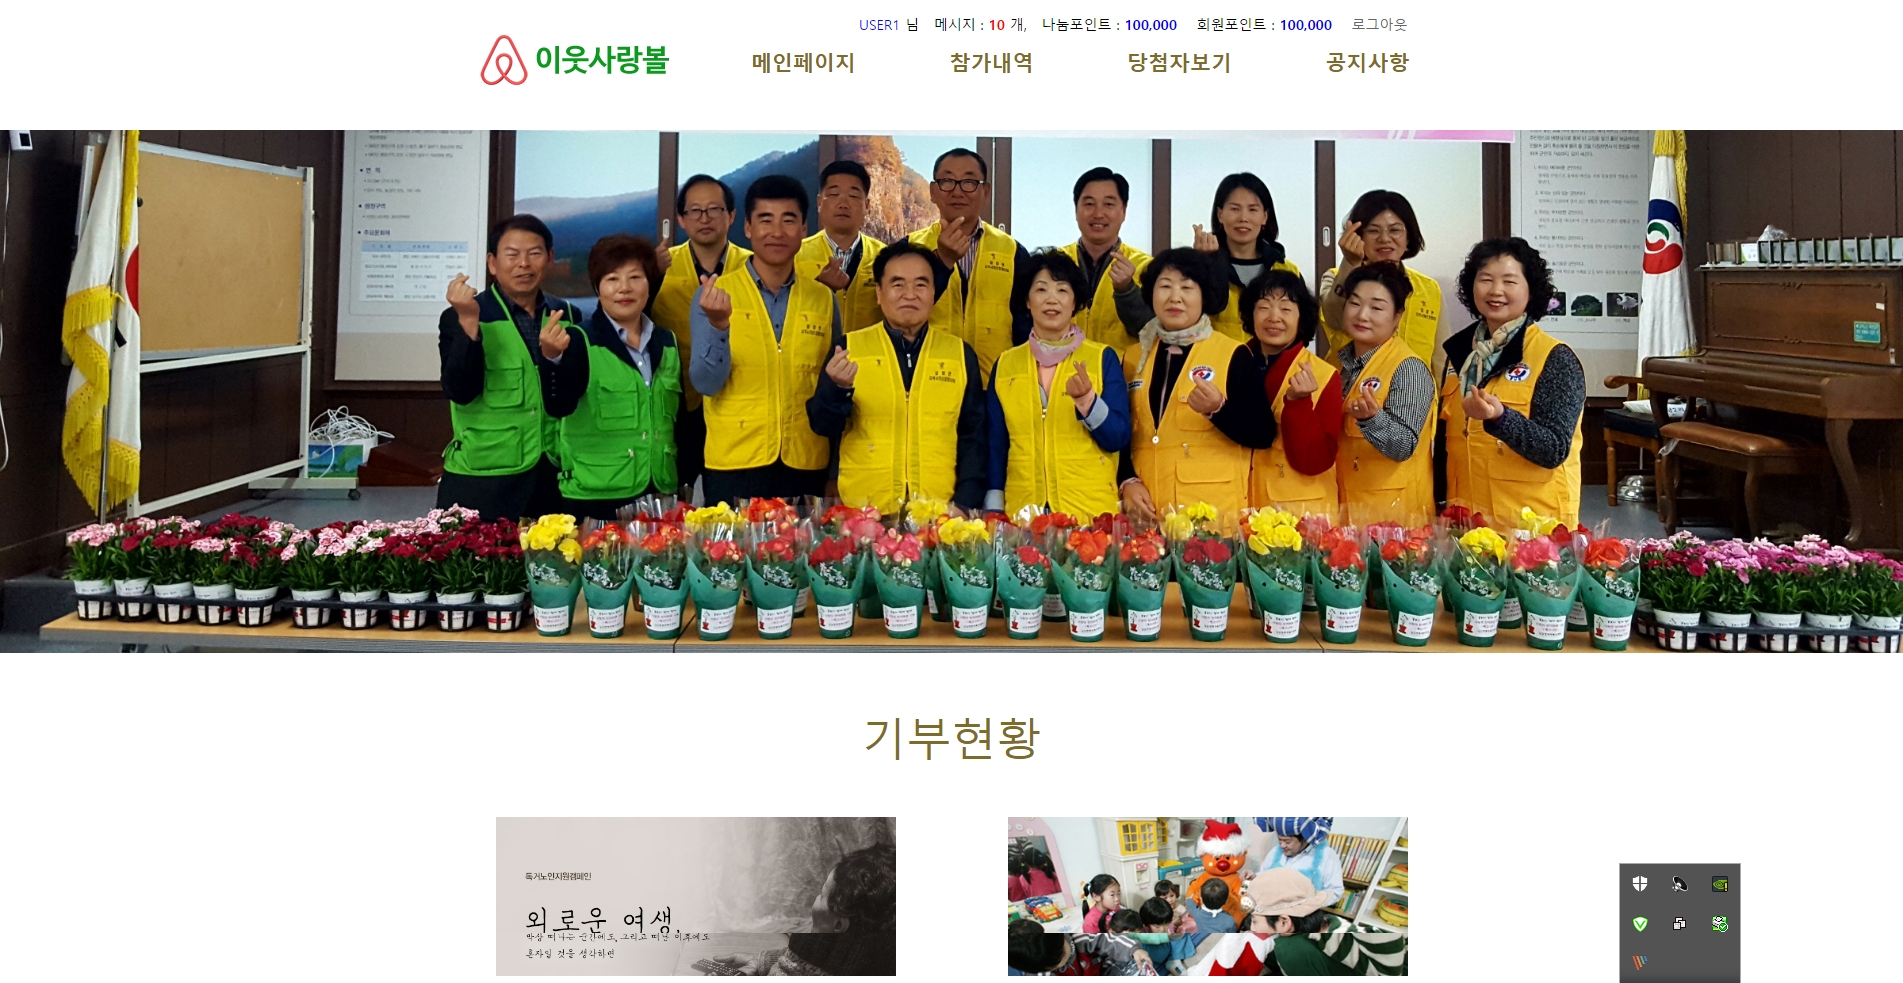 USER1 님 메시지 : 10 개, 나눔포인트 : 100,000 회원포인트 : 100,000 로그아웃
이웃사랑볼 메인페이지 참가내역 당첨자보기 공지사항
기부현황
독거노인지원캠페인
외로운 여생,
막상 떠나는 순간에도, 그리고 떠난 이후에도
혼자일 것을 생각하면